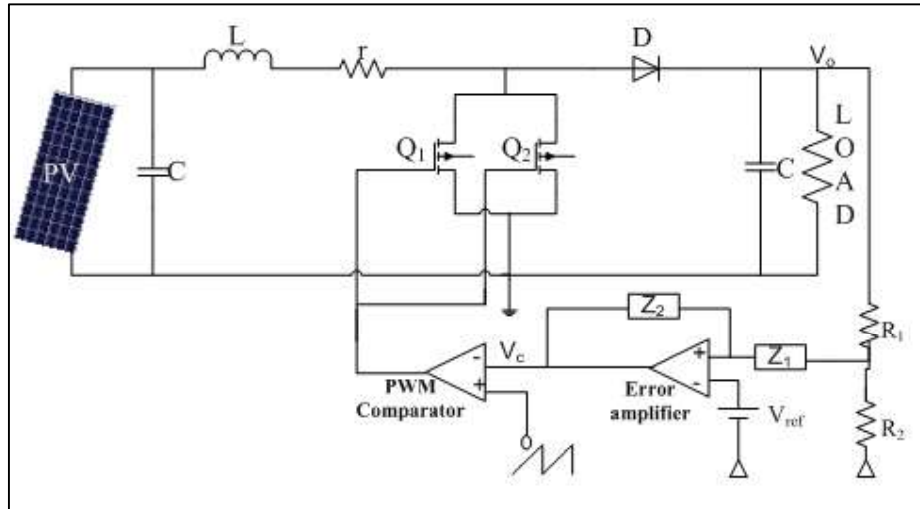 L
r
D
Vₒ
PV
C
Q₁
Q₂
C
L
O
A
D
Z₂
R₁
Vc
+
Z₁
-
-
PWM
Comparator
+
Error
amplifier
Vref
R₂